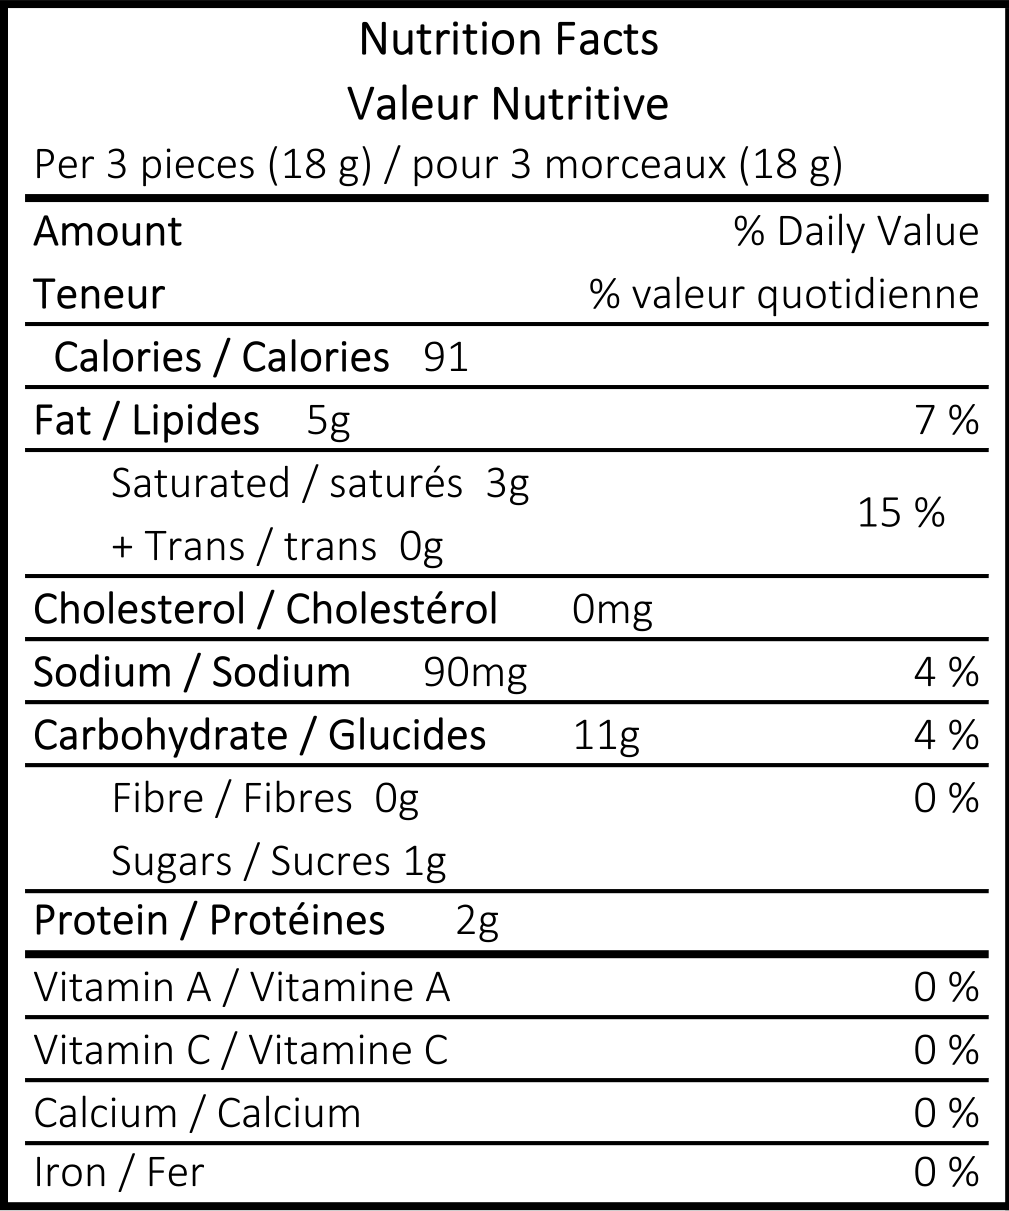 Nutrition Facts
Valeur Nutritive
Per 3 pieces (18 g) / pour 3 morceaux (18 g)
Amount % Daily Value
Teneur % valeur quotidienne
Calories / Calories 91
Fat / Lipides 5g 7 %
Saturated / saturés 3g
15 %
+ Trans / trans 0g
Cholesterol / Cholestérol 0mg
Sodium / Sodium 90mg 4 %
Carbohydrate / Glucides 11g 4 %
Fibre / Fibres 0g 0 %
Sugars / Sucres 1g
Protein / Protéines 2g
Vitamin A / Vitamine A 0 %
Vitamin C / Vitamine C 0 %
Calcium / Calcium 0 %
Iron / Fer 0 %